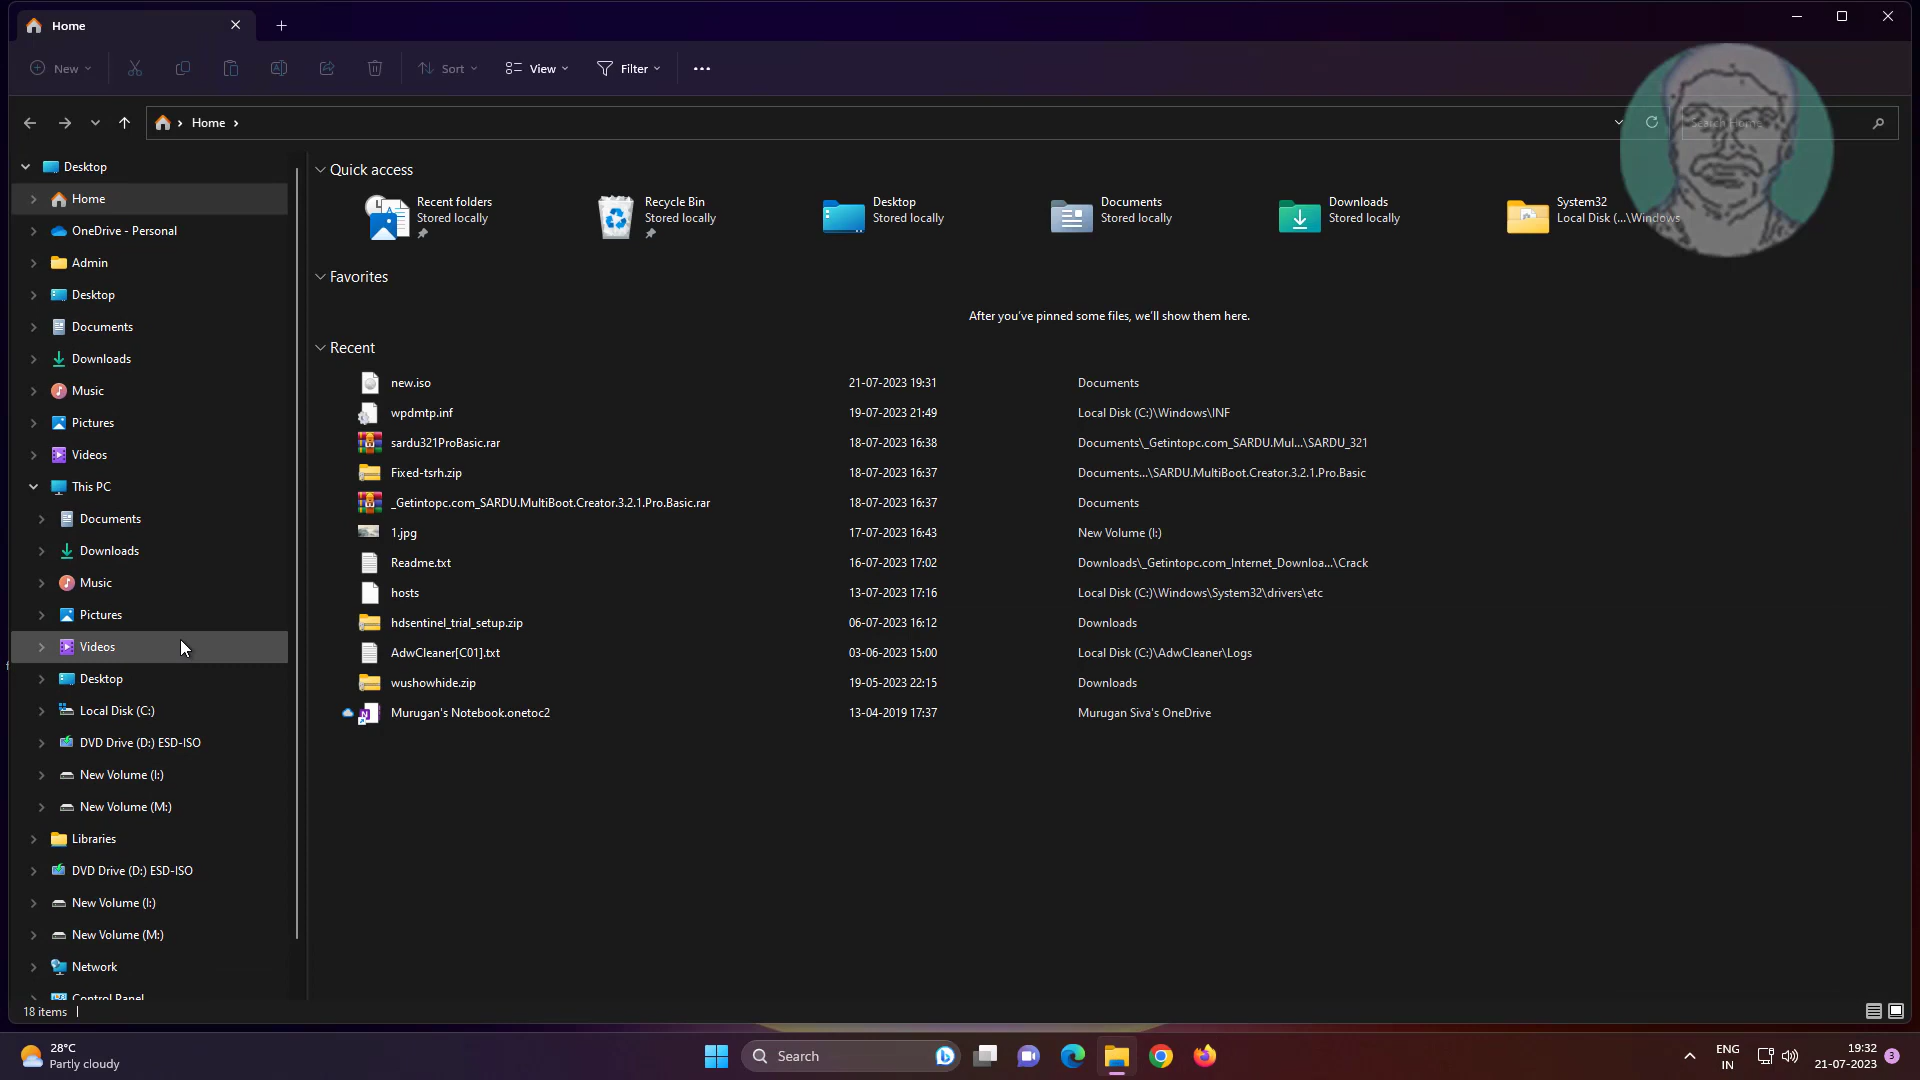 Home
New
Sort
View
Filter
Home
Search Home
Desktop
Home
OneDrive - Personal
Admin
Desktop
Documents
Downloads
Music
Pictures
Videos
This PC
Documents
Downloads
Music
Pictures
Videos
Desktop
Local Disk (C:)
DVD Drive (D:) ESD-ISO
New Volume (I:)
New Volume (M:)
Libraries
DVD Drive (D:) ESD-ISO
New Volume (I:)
New Volume (M:)
Network
Control Panel
Quick access
Recent folders
Stored locally
Recycle Bin
Stored locally
Desktop
Stored locally
Documents
Stored locally
Downloads
Stored locally
System32
Local Disk (...\Windows
Favorites
After you've pinned some files, we'll show them here.
Recent
new.iso 21-07-2023 19:31 Documents
wpdmtp.inf 19-07-2023 21:49 Local Disk (C:)\Windows\INF
sardu321ProBasic.rar 18-07-2023 16:38 Documents\_Getintopc.com_SARDU.Mul...\SARDU_321
Fixed-tsrh.zip 18-07-2023 16:37 Documents...\SARDU.MultiBoot.Creator.3.2.1.Pro.Basic
_Getintopc.com_SARDU.MultiBoot.Creator.3.2.1.Pro.Basic.rar 18-07-2023 16:37 Documents
1.jpg 17-07-2023 16:43 New Volume (I:)
Readme.txt 16-07-2023 17:02 Downloads\_Getintopc.com_Internet_Downloa...\Crack
hosts 13-07-2023 17:16 Local Disk (C:)\Windows\System32\drivers\etc
hdsentinel_trial_setup.zip 06-07-2023 16:12 Downloads
AdwCleaner[C01].txt 03-06-2023 15:00 Local Disk (C:)\AdwCleaner\Logs
wushowhide.zip 19-05-2023 22:15 Downloads
Murugan's Notebook.onetoc2 13-04-2019 17:37 Murugan Siva's OneDrive
18 items
28°C
Partly cloudy
Search
ENG
IN
19:32
21-07-2023
3